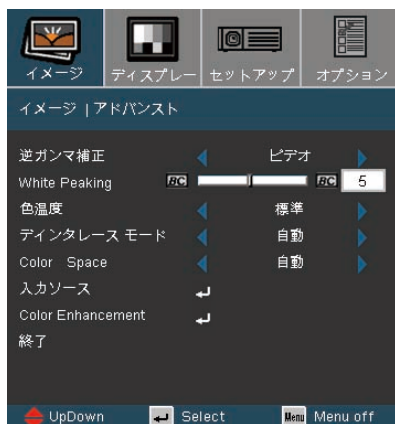 イメージ ディスプレー セットアップ オプション
イメージ | アドバンスト
逆ガンマ補正 ビデオ
White Peaking BC BC 5
色温度 標準
デインタレース モード 自動
Color Space 自動
入力ソース
Color Enhancement
終了
UpDown Select Menu Menu off